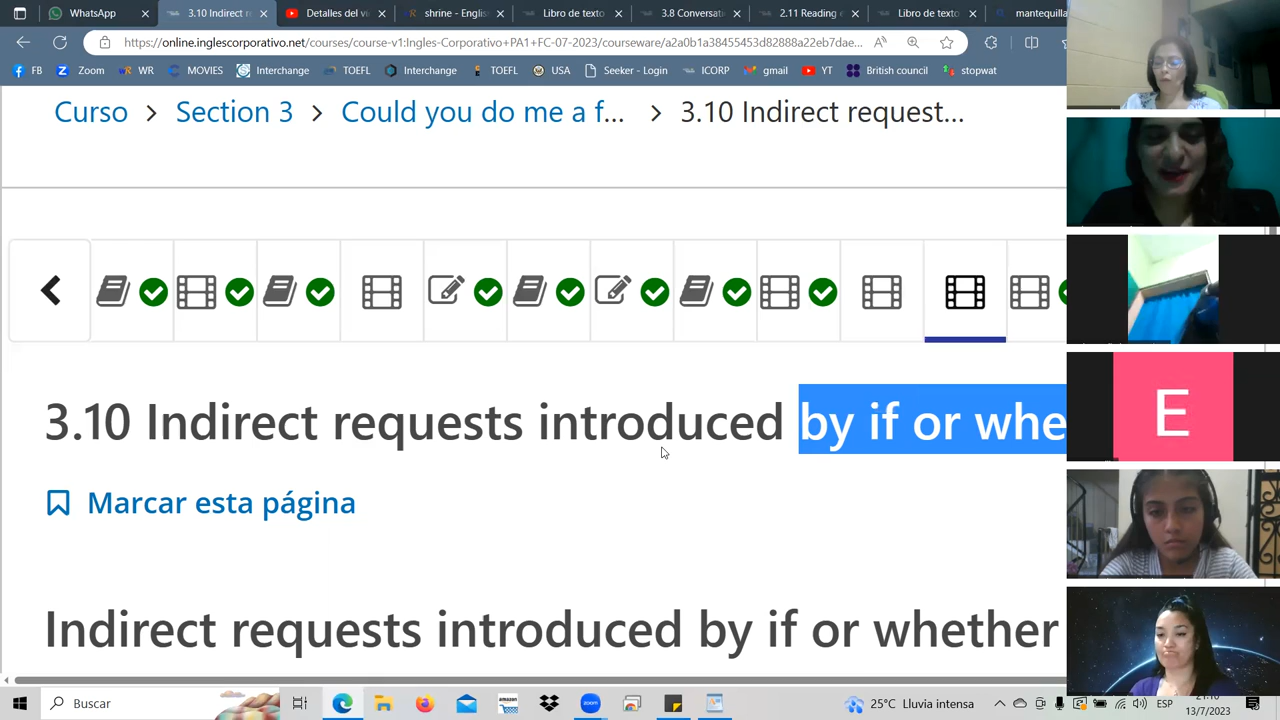 WhatsApp
3.10 Indirect r
Detalles del vi
shrine - Englis
Libro de texto
3.8 Conversati
2.11 Reading e
Libro de texto
mantequilla
https://online.inglescorporativo.net/courses/course-v1:Ingles-Corporativo+PA1+FC-07-2023/courseware/a2a0b1a38455453d82888a22eb7dae...
FB
Zoom
WR
MOVIES
Interchange
TOEFL
Interchange
TOEFL
USA
Seeker - Login
ICORP
gmail
YT
British council
stopwat
Curso > Section 3 > Could you do me a f... > 3.10 Indirect request...
3.10 Indirect requests introduced by if or whe
Marcar esta página
Indirect requests introduced by if or whether
E
Buscar
25°C Lluvia intensa
ESP
13/7/2023